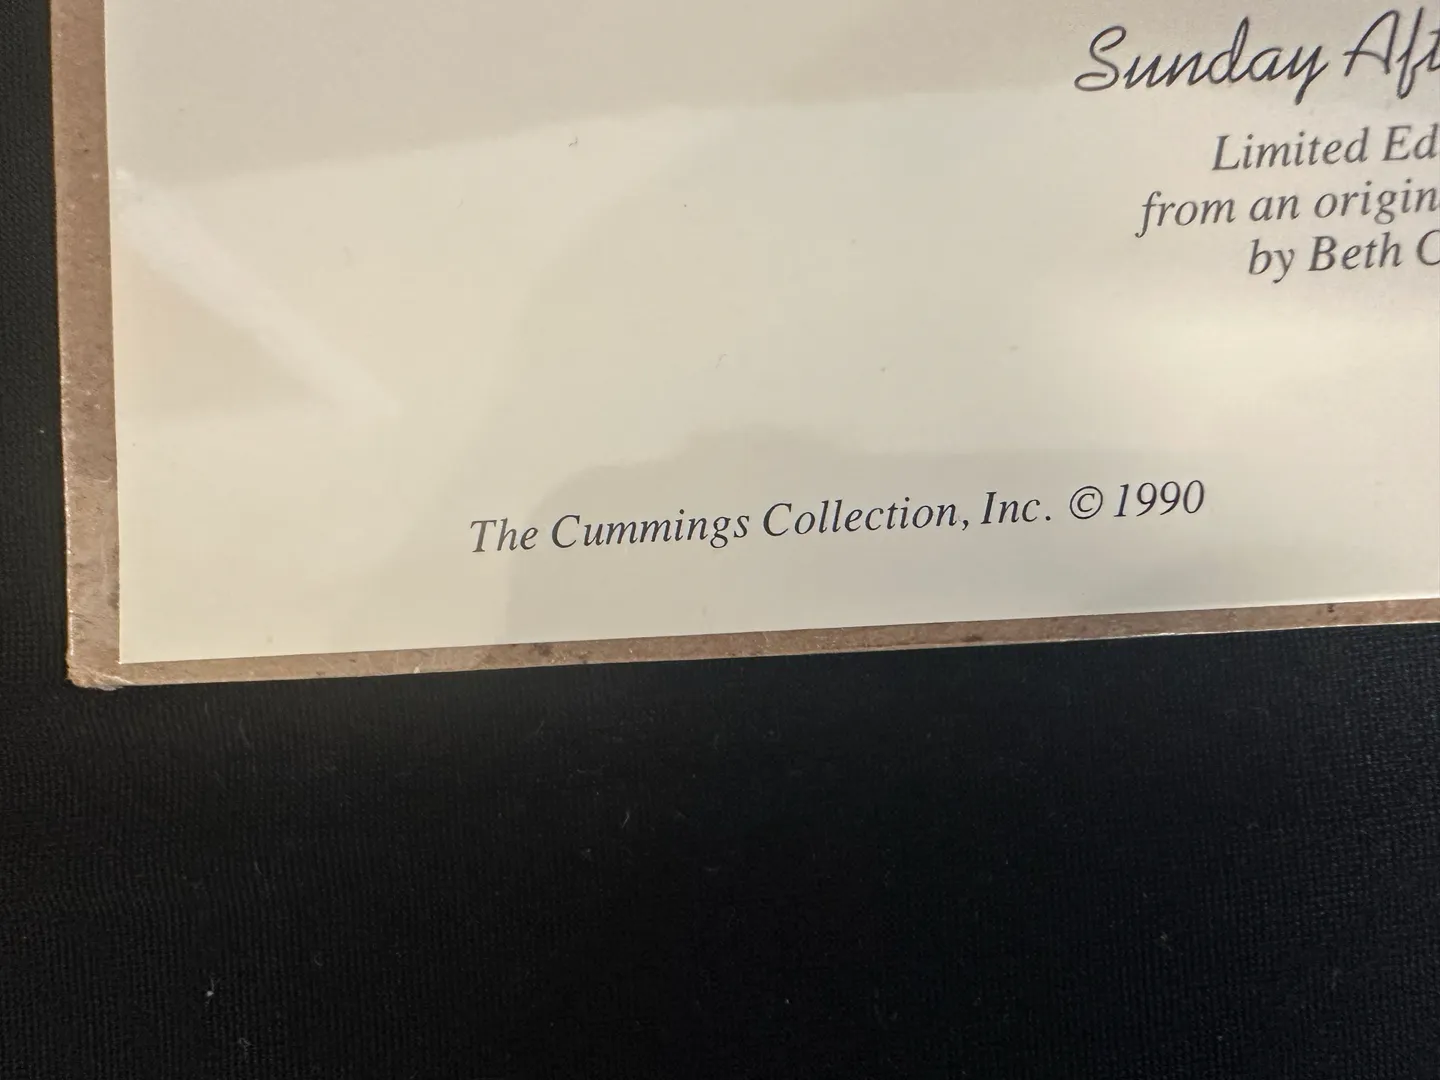 Sunday Aft
Limited Ed
from an origin
by Beth C
The Cummings Collection, Inc. © 1990